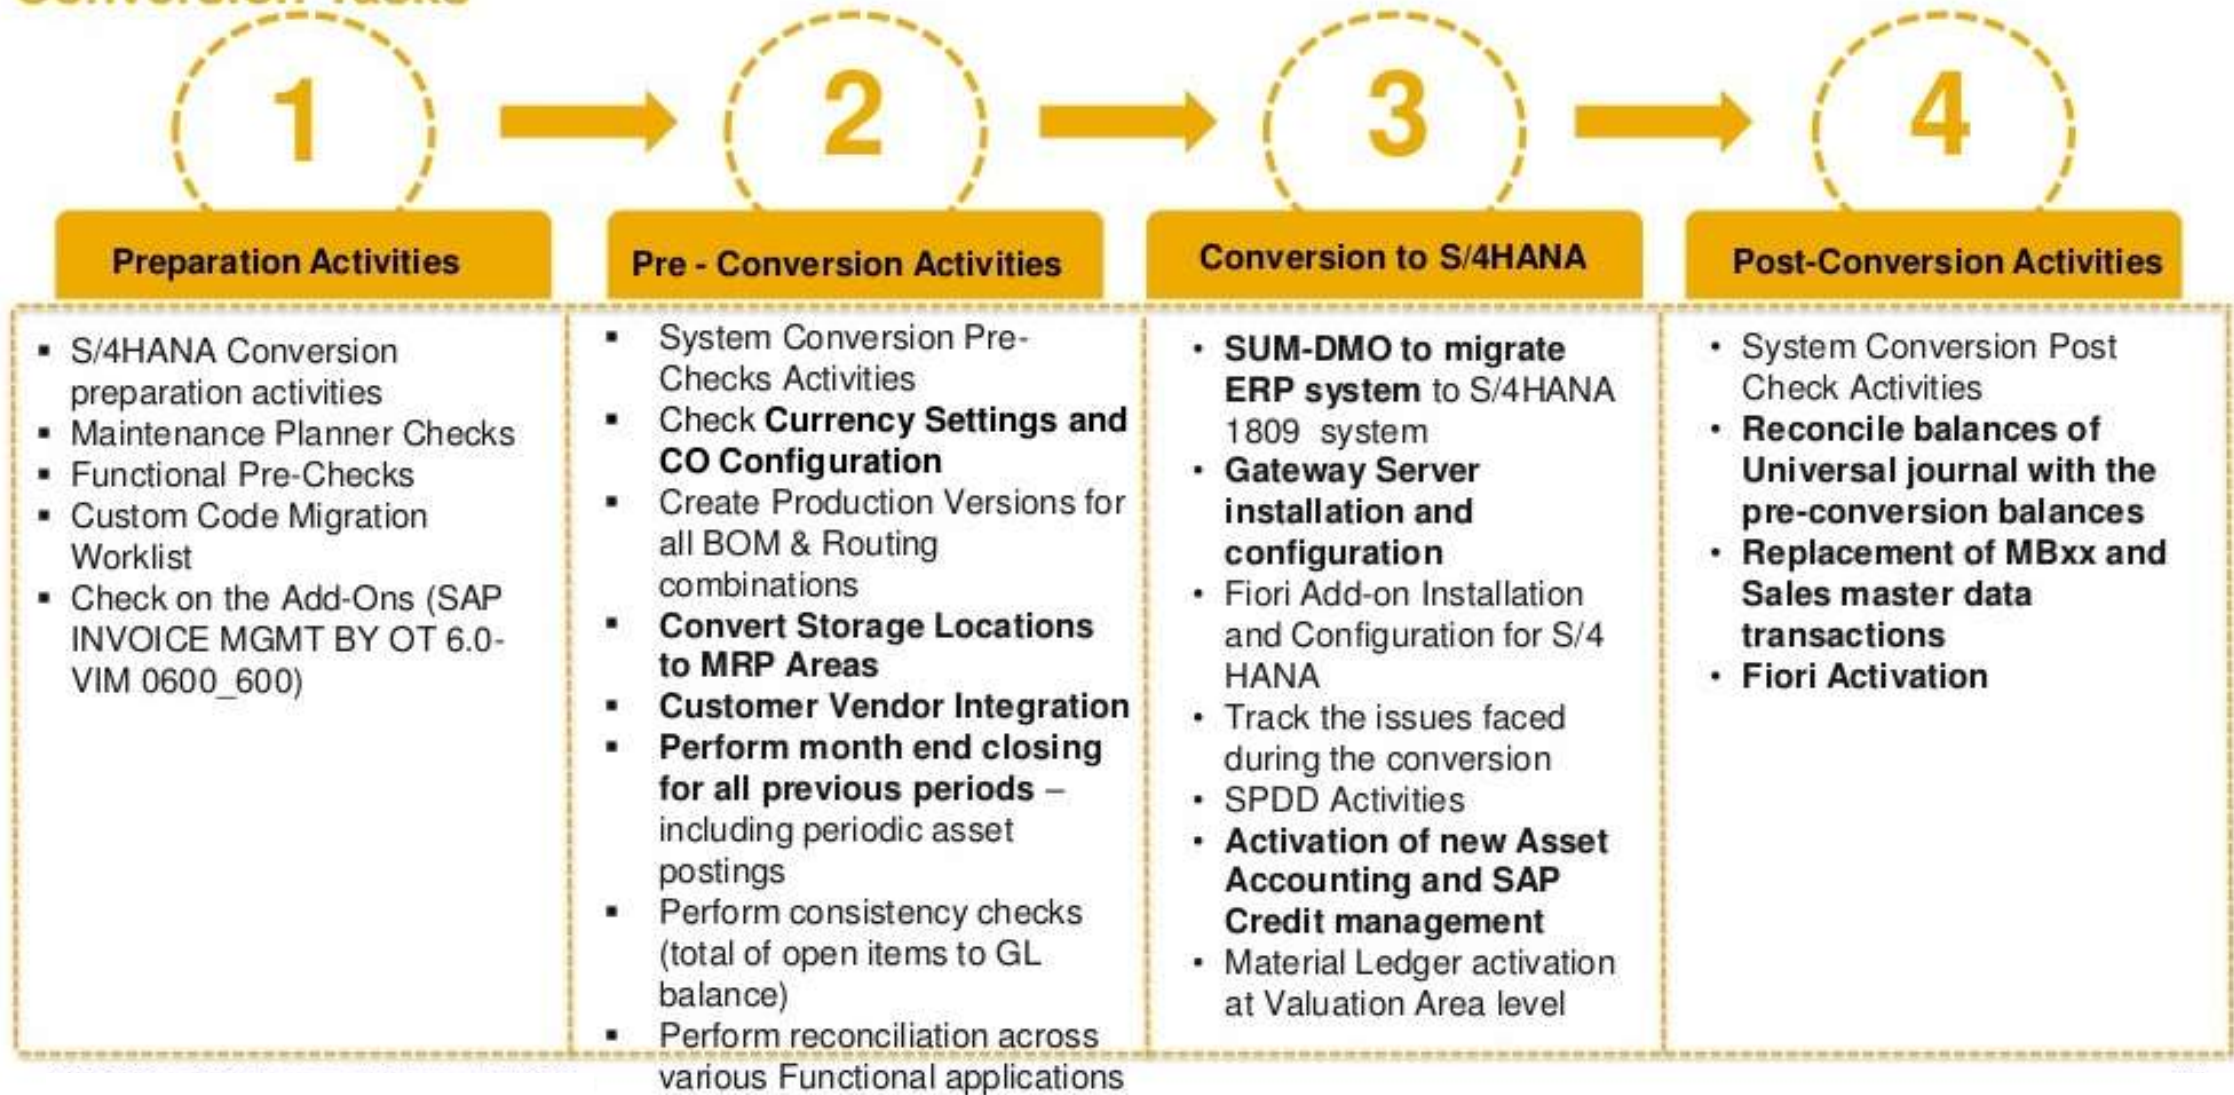 Conversion Tasks
1
2
3
4
Preparation Activities
S/4HANA Conversion
preparation activities
Maintenance Planner Checks
Functional Pre-Checks
Custom Code Migration
Worklist
Check on the Add-Ons (SAP
INVOICE MGMT BY OT 6.0-
VIM 0600_600)
Pre - Conversion Activities
System Conversion Pre-
Checks Activities
Check Currency Settings and
CO Configuration
Create Production Versions for
all BOM & Routing
combinations
Convert Storage Locations
to MRP Areas
Customer Vendor Integration
Perform month end closing
for all previous periods –
including periodic asset
postings
Perform consistency checks
(total of open items to GL
balance)
Perform reconciliation across
various Functional applications
Conversion to S/4HANA
SUM-DMO to migrate
ERP system to S/4HANA
1809 system
Gateway Server
installation and
configuration
Fiori Add-on Installation
and Configuration for S/4
HANA
Track the issues faced
during the conversion
SPDD Activities
Activation of new Asset
Accounting and SAP
Credit management
Material Ledger activation
at Valuation Area level
Post-Conversion Activities
System Conversion Post
Check Activities
Reconcile balances of
Universal journal with the
pre-conversion balances
Replacement of MBxx and
Sales master data
transactions
Fiori Activation